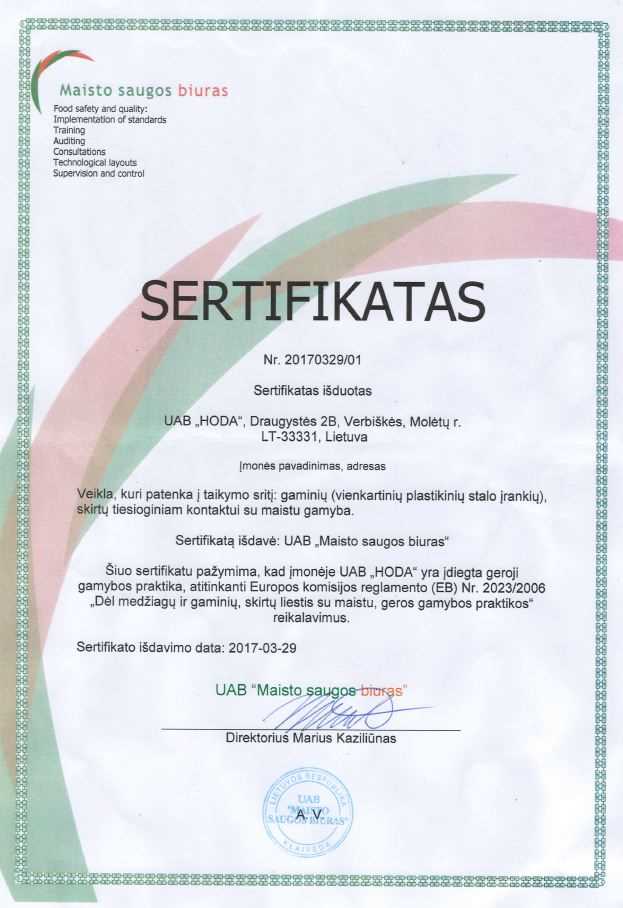 Maisto saugos biuras
Food safety and quality:
Implementation of standards
Training
Auditing
Consultations
Technological layouts
Supervision and control
SERTIFIKATAS
Nr. 20170329/01
Sertifikatas išduotas
UAB „HODA“, Draugystės 2B, Verbiškės, Molėtų r.
LT-33331, Lietuva
Įmonės pavadinimas, adresas
Veikla, kuri patenka į taikymo sritį: gaminių (vienkartinių plastikinių stalo įrankių),
skirtų tiesioginiam kontaktui su maistu gamyba.
Sertifikatą išdavė: UAB „Maisto saugos biuras“
Šiuo sertifikatu pažymima, kad įmonėje UAB „HODA“ yra įdiegta geroji
gamybos praktika, atitinkanti Europos komisijos reglamento (EB) Nr. 2023/2006
„Dėl medžiagų ir gaminių, skirtų liestis su maistu, geros gamybos praktikos“
reikalavimus.
Sertifikato išdavimo data: 2017-03-29
UAB “Maisto saugos biuras”
Direktorius Marius Kaziliūnas
LIETUVOS RESPUBLIKA
UAB
"MAISTO
A. V.
SAUGOS BIURAS"
KLAIPĖDA